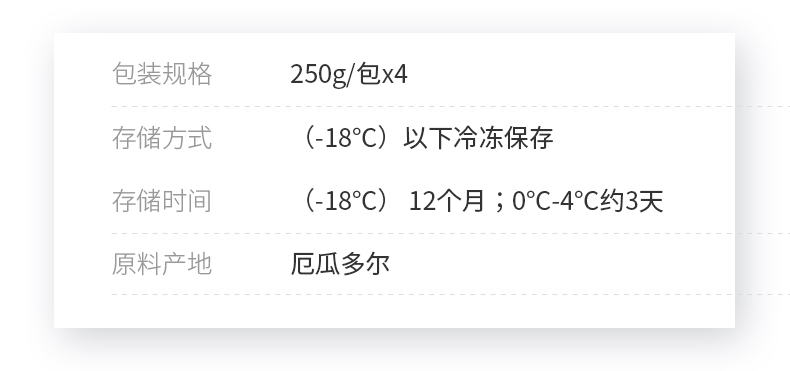 包装规格 250g/包x4
存储方式 （-18℃）以下冷冻保存
存储时间 （-18℃） 12个月；0℃-4℃约3天
原料产地 厄瓜多尔